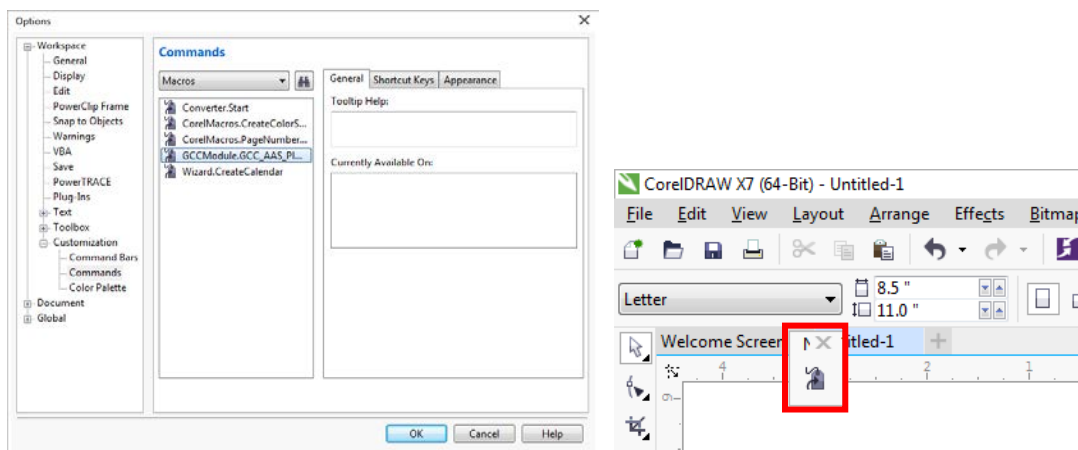 Options
Workspace
General
Display
Edit
PowerClip Frame
Snap to Objects
Warnings
VBA
Save
PowerTRACE
Plug-Ins
Text
Toolbox
Customization
Command Bars
Commands
Color Palette
Document
Global
Commands
Macros
Converter.Start
CorelMacros.CreateColorS...
CorelMacros.PageNumber...
GCCModule.GCC_AAS_Pl...
Wizard.CreateCalendar
General Shortcut Keys Appearance
Tooltip Help:
Currently Available On:
OK Cancel Help
CorelDRAW X7 (64-Bit) - Untitled-1
File Edit View Layout Arrange Effects Bitmap
Letter
8.5 "
11.0 "
Welcome Screen titled-1
4 2 1